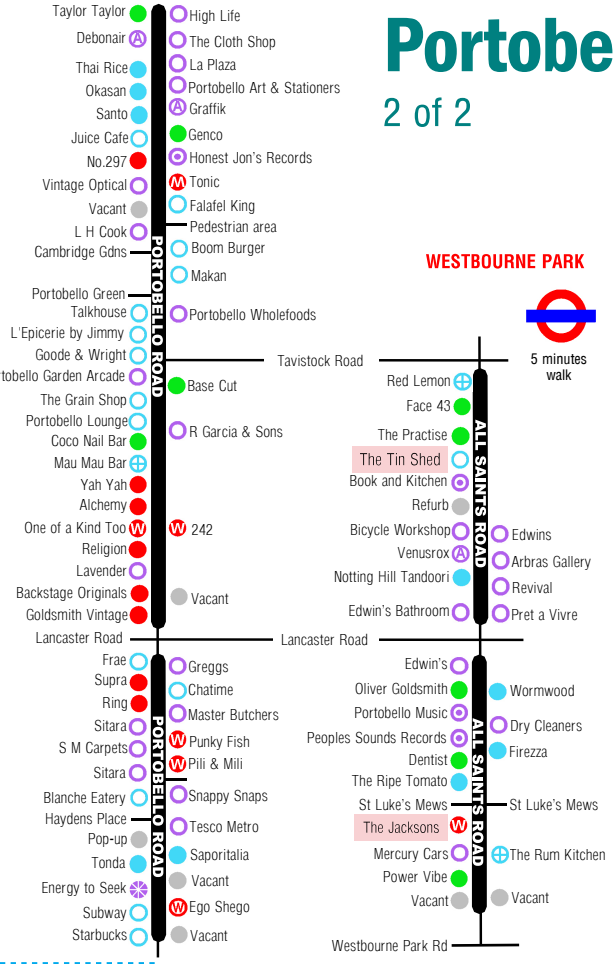 Portobe
2 of 2
Taylor Taylor
Debonair
A
Thai Rice
Okasan
Santo
Juice Cafe
No.297
Vintage Optical
Vacant
L H Cook
Cambridge Gdns
Portobello Green
Talkhouse
L'Epicerie by Jimmy
Goode & Wright
tobello Garden Arcade
The Grain Shop
Portobello Lounge
Coco Nail Bar
Mau Mau Bar
Yah Yah
Alchemy
One of a Kind Too
W
Religion
Lavender
Backstage Originals
Goldsmith Vintage
Lancaster Road
Frae
Supra
Ring
Sitara
S M Carpets
Sitara
Blanche Eatery
Haydens Place
Pop-up
Tonda
Energy to Seek
Subway
Starbucks
PORTOBELLO ROAD
PORTOBELLO ROAD
High Life
The Cloth Shop
La Plaza
Portobello Art & Stationers
A
Graffik
Genco
Honest Jon's Records
W
Tonic
Falafel King
Pedestrian area
Boom Burger
Makan
Portobello Wholefoods
Tavistock Road
Base Cut
R Garcia & Sons
W
242
Vacant
Lancaster Road
Greggs
Chatime
Master Butchers
W
Punky Fish
W
Pili & Mili
Snappy Snaps
Tesco Metro
Saporitalia
Vacant
W
Ego Shego
Vacant
WESTBOURNE PARK
5 minutes
walk
Red Lemon
Face 43
The Practise
The Tin Shed
Book and Kitchen
Refurb
Bicycle Workshop
Venusrox
A
Notting Hill Tandoori
Edwin's Bathroom
ALL SAINTS ROAD
Edwins
Arbras Gallery
Revival
Pret a Vivre
Edwin's
Oliver Goldsmith
Portobello Music
Peoples Sounds Records
Dentist
The Ripe Tomato
St Luke's Mews
The Jacksons
W
Mercury Cars
Power Vibe
Vacant
Westbourne Park Rd
ALL SAINTS ROAD
Wormwood
Dry Cleaners
Firezza
St Luke's Mews
The Rum Kitchen
Vacant